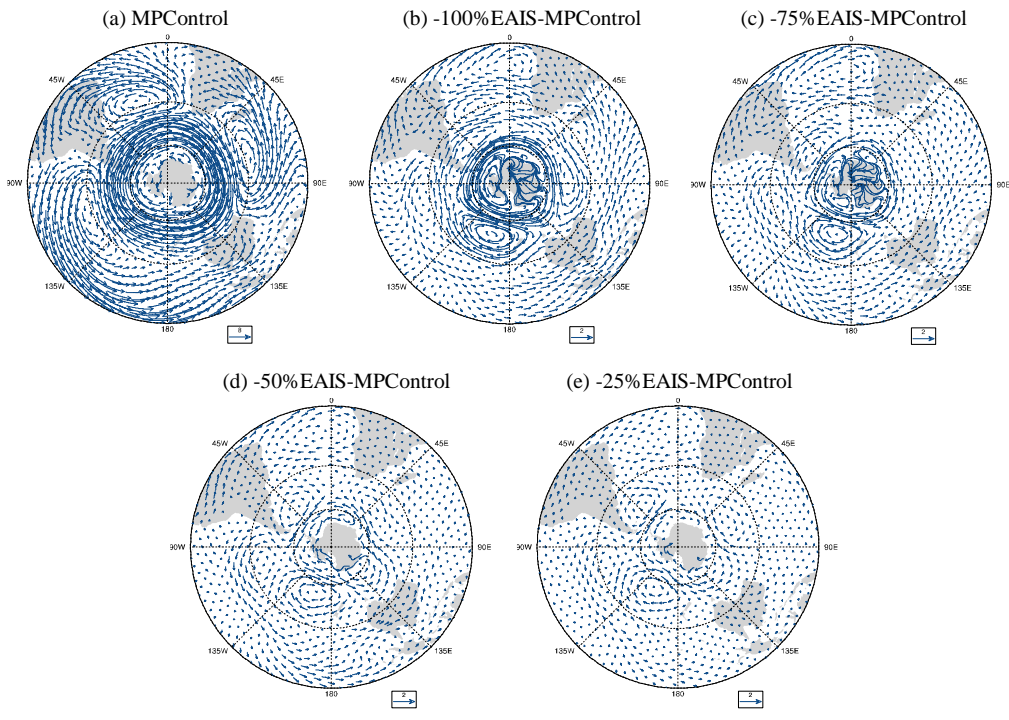 (a) MPControl
(b) -100%EAIS-MPControl
(c) -75%EAIS-MPControl
0
0
0
45W
45E
45W
45E
45W
45E
90W
90E
90W
90E
90W
90E
135W
135E
135W
135E
135W
135E
180
180
180
8
2
2
(d) -50%EAIS-MPControl
(e) -25%EAIS-MPControl
0
0
45W
45E
45W
45E
90W
90E
90W
90E
135W
135E
135W
135E
180
180
2
2